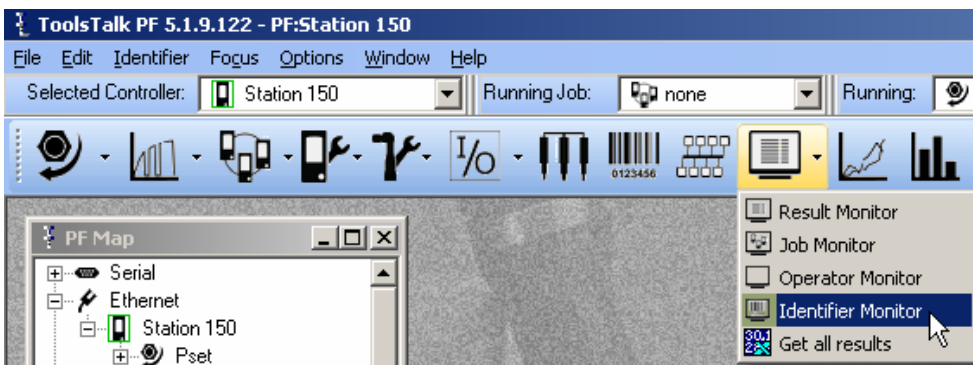 ToolsTalk PF 5.1.9.122 - PF:Station 150
File Edit Identifier Focus Options Window Help
Selected Controller: Station 150 Running Job: none Running:
I/O 0123456
PF Map
Serial
Ethernet
Station 150
Pset
Result Monitor
Job Monitor
Operator Monitor
Identifier Monitor
Get all results